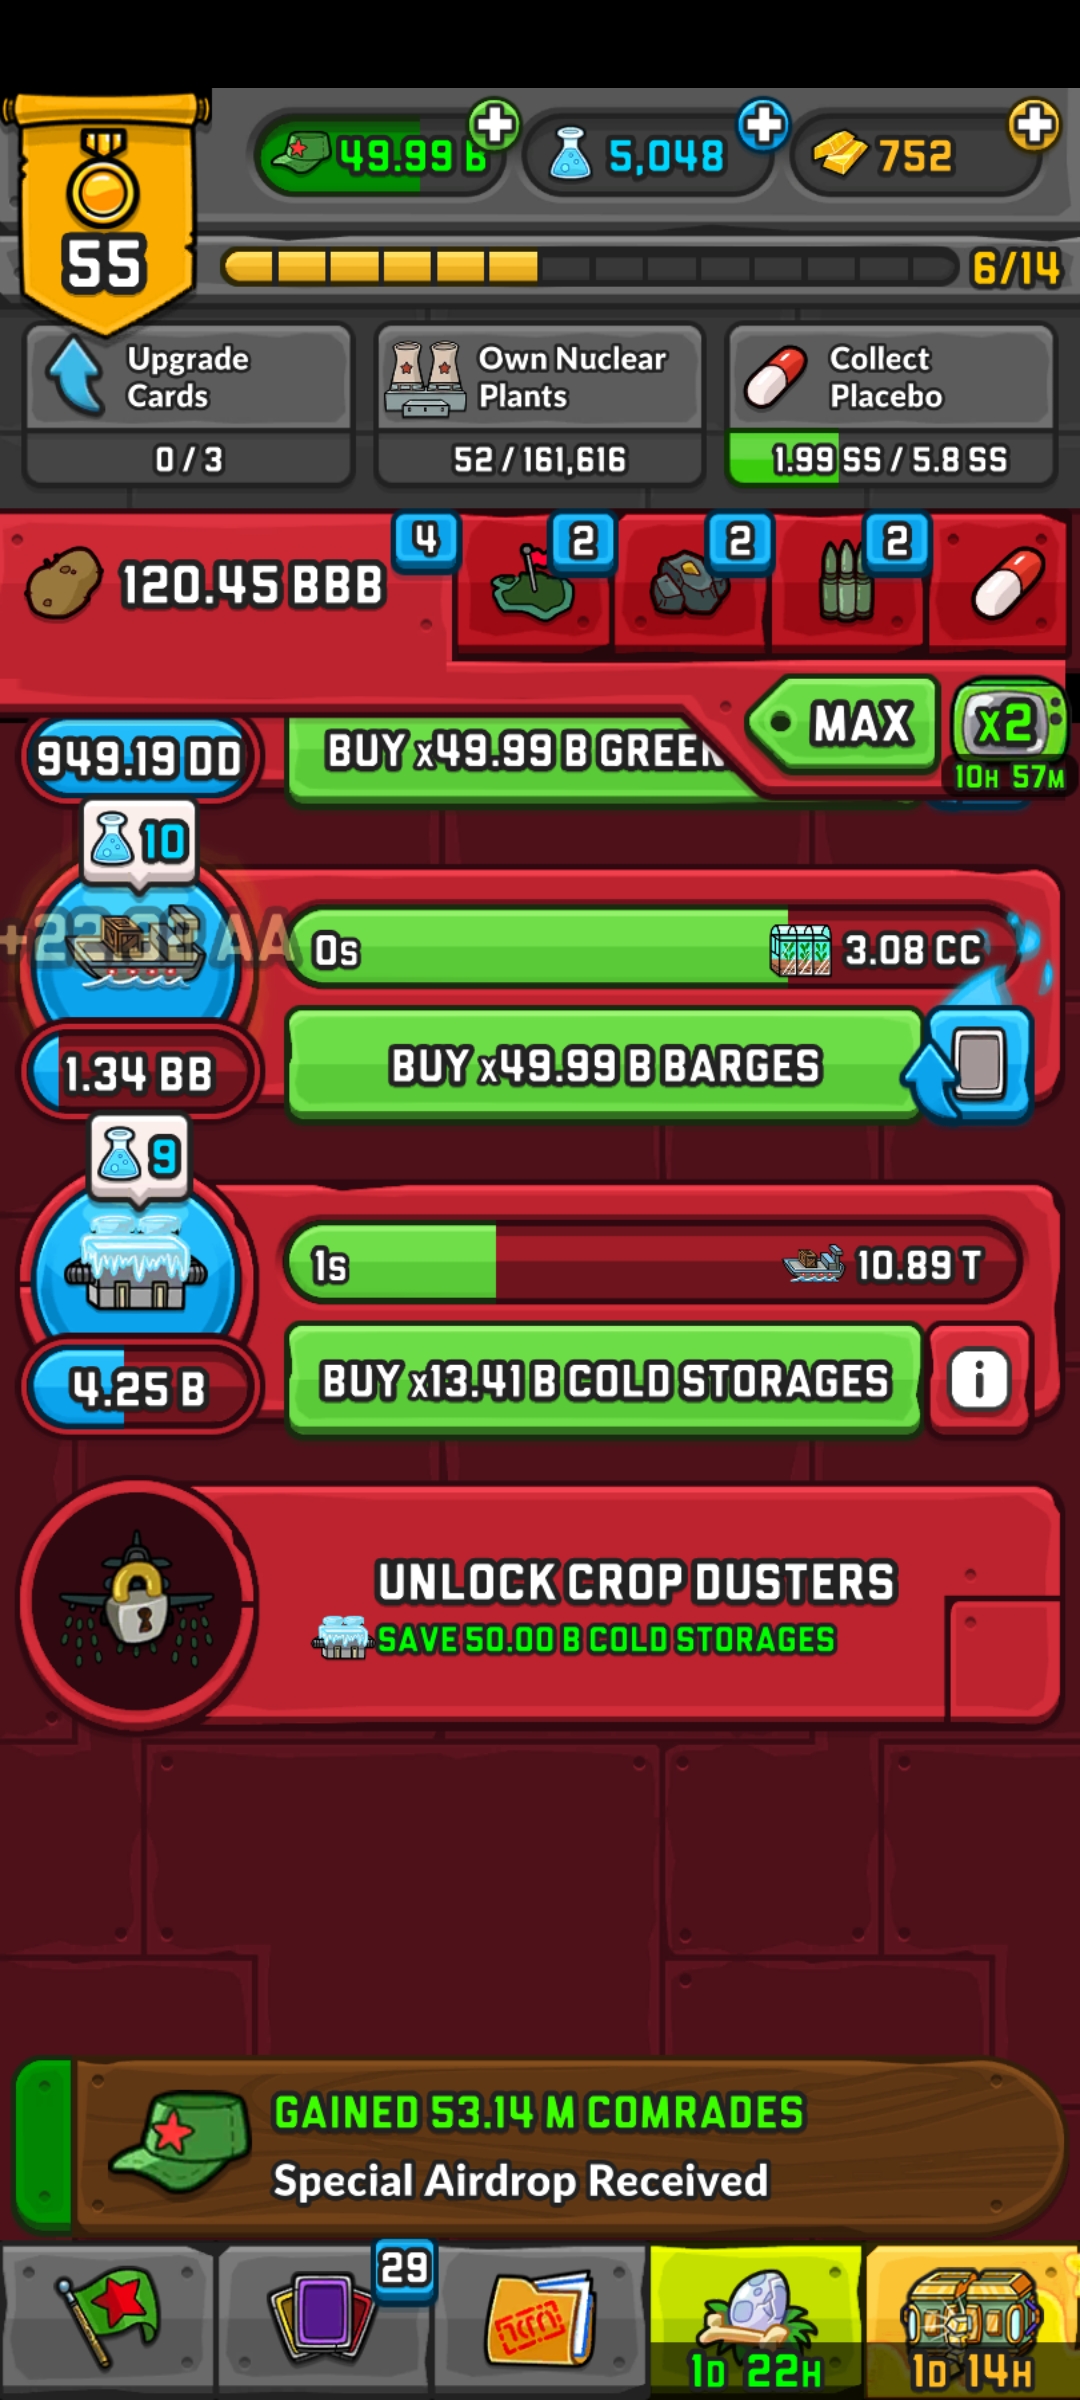 49.99 B
5,048
752
55
6/14
Upgrade
Cards
0 / 3
Own Nuclear
Plants
52 / 161,616
Collect
Placebo
1.99 SS / 5.8 SS
120.45 BBB
4
2
2
2
MAX
x2
10H 57M
949.19 DD
BUY x49.99 B GREEN
10
+22.32 AA
0s
3.08 CC
1.34 BB
BUY x49.99 B BARGES
9
1s
10.89 T
4.25 B
BUY x13.41 B COLD STORAGES
i
UNLOCK CROP DUSTERS
SAVE 50.00 B COLD STORAGES
GAINED 53.14 M COMRADES
Special Airdrop Received
29
1D 22H
1D 14H